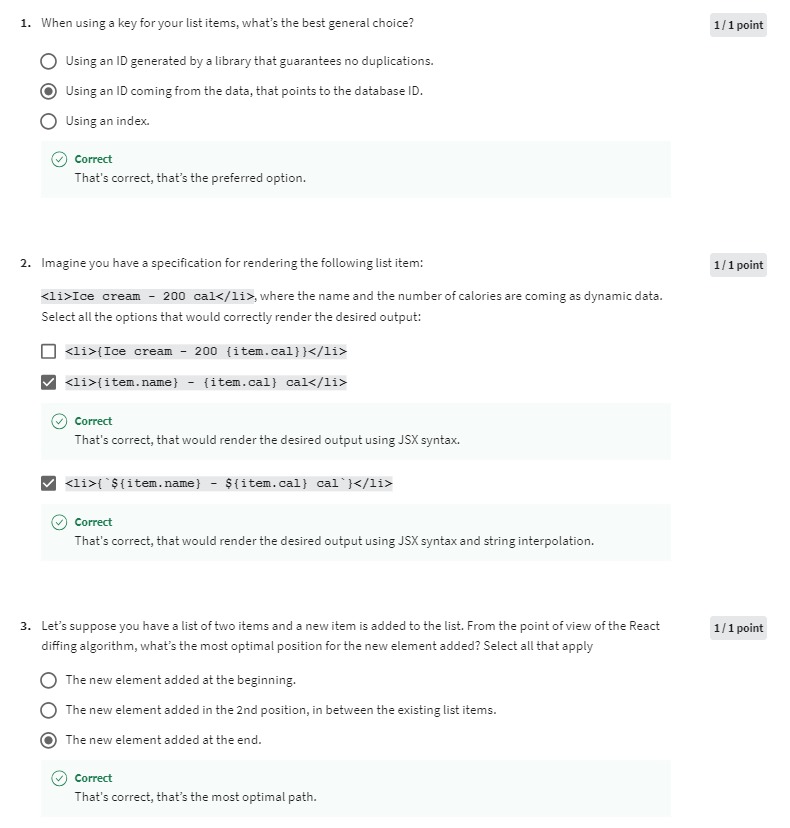 1. When using a key for your list items, what's the best general choice?
1 / 1 point
Using an ID generated by a library that guarantees no duplications.
Using an ID coming from the data, that points to the database ID.
Using an index.
Correct
That's correct, that's the preferred option.
2. Imagine you have a specification for rendering the following list item:
1 / 1 point
<li>Ice cream - 200 cal</li>, where the name and the number of calories are coming as dynamic data.
Select all the options that would correctly render the desired output:
<li>{Ice cream - 200 {item.cal}}</li>
<li>{item.name} - {item.cal} cal</li>
Correct
That's correct, that would render the desired output using JSX syntax.
<li>{`${item.name} - ${item.cal} cal`}</li>
Correct
That's correct, that would render the desired output using JSX syntax and string interpolation.
3. Let's suppose you have a list of two items and a new item is added to the list. From the point of view of the React
1 / 1 point
diffing algorithm, what's the most optimal position for the new element added? Select all that apply
The new element added at the beginning.
The new element added in the 2nd position, in between the existing list items.
The new element added at the end.
Correct
That's correct, that's the most optimal path.